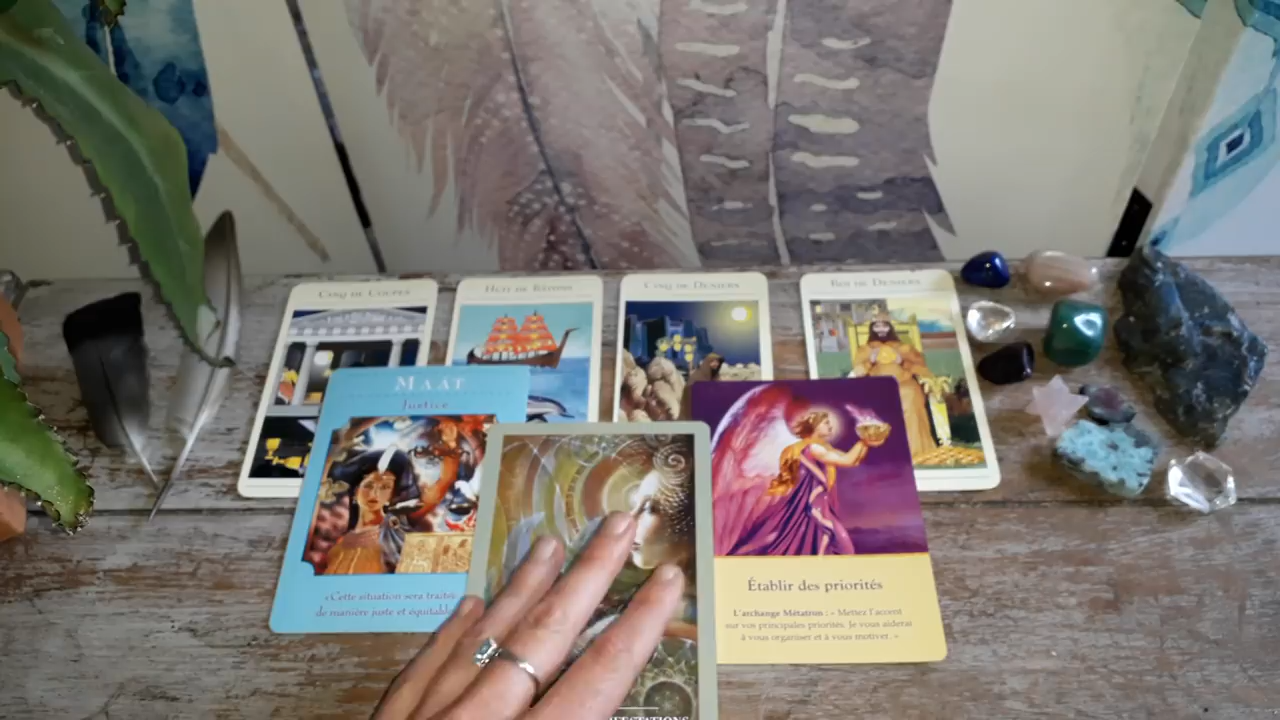 CINQ DE COUPES
HUIT DE BÂTONS
CINQ DE DENIERS
ROI DE DENIERS
MAAT
Justice
«Cette situation sera traitée
de manière juste et équitable
Établir des priorités
L'archange Métatron : « Mettez l'accent
sur vos principales priorités. Je vous aiderai
à vous organiser et à vous motiver. »